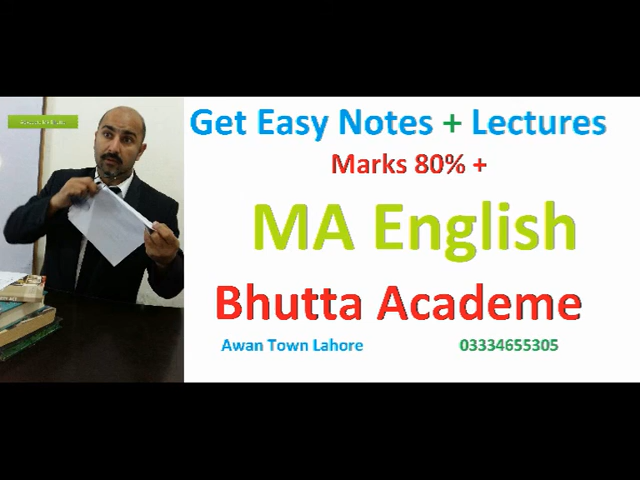 Get Easy Notes + Lectures
Marks 80% +
MA English
Bhutta Academe
Awan Town Lahore 03334655305